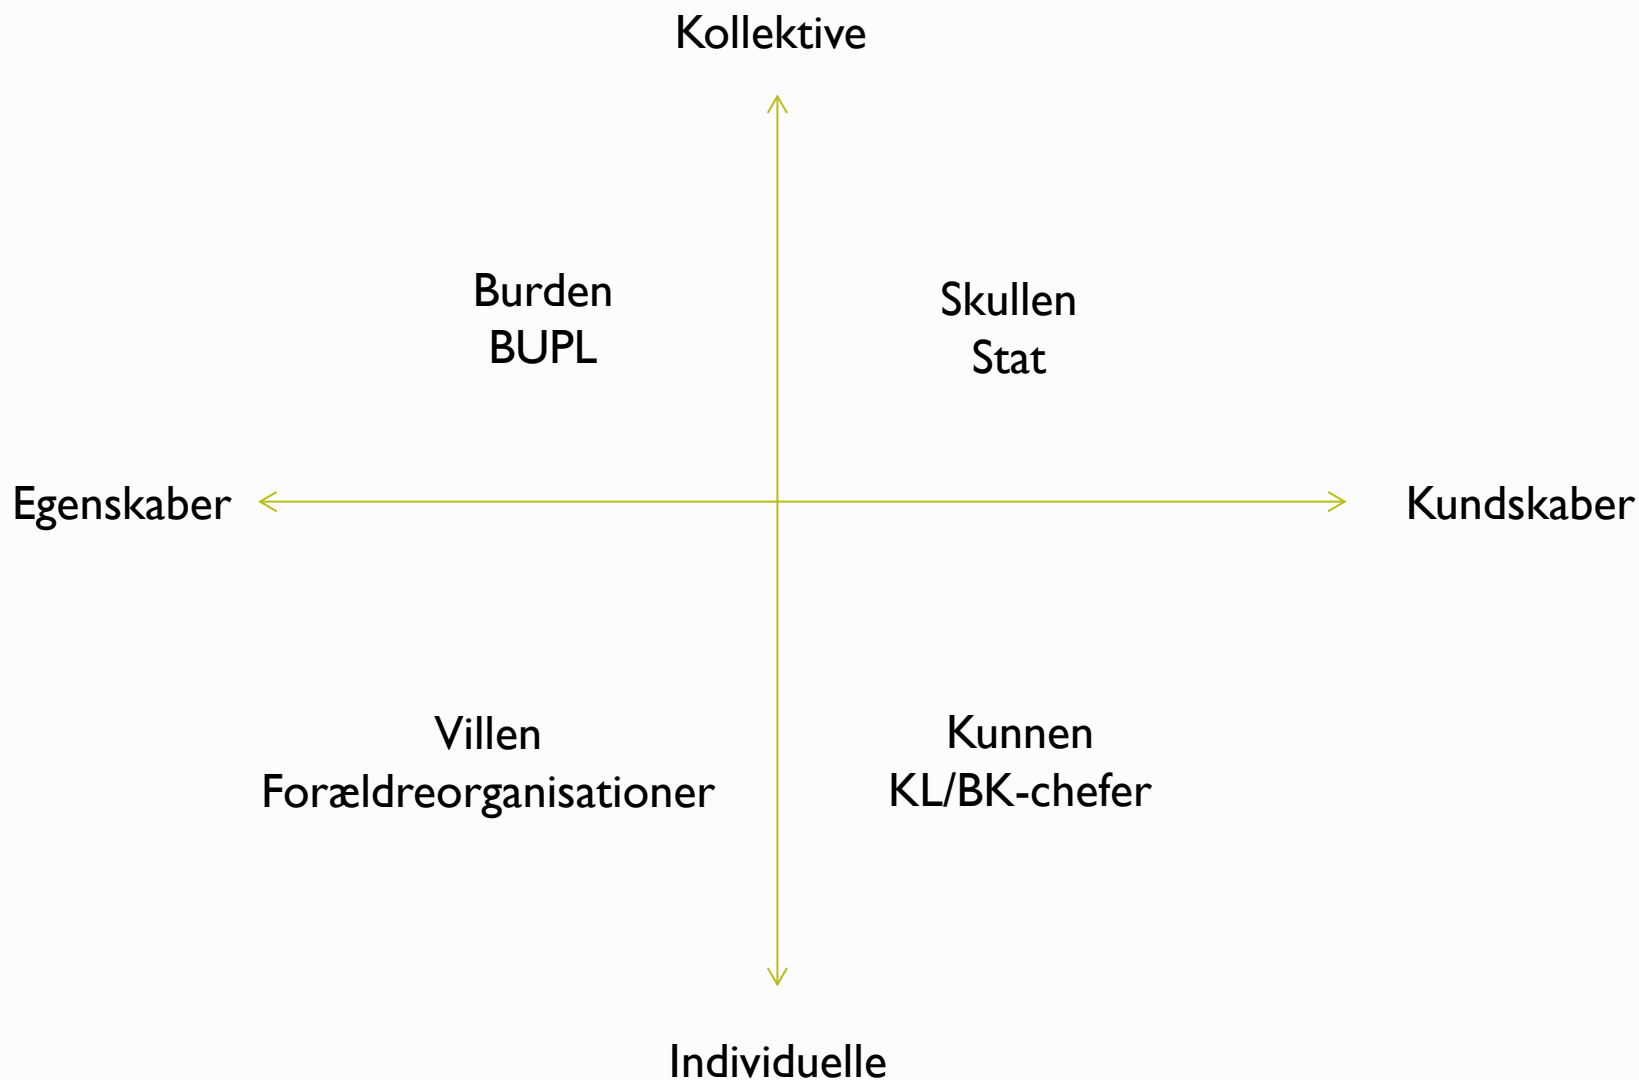 Kollektive
Burden
BUPL
Skullen
Stat
Egenskaber
Kundskaber
Villen
Forældreorganisationer
Kunnen
KL/BK-chefer
Individuelle